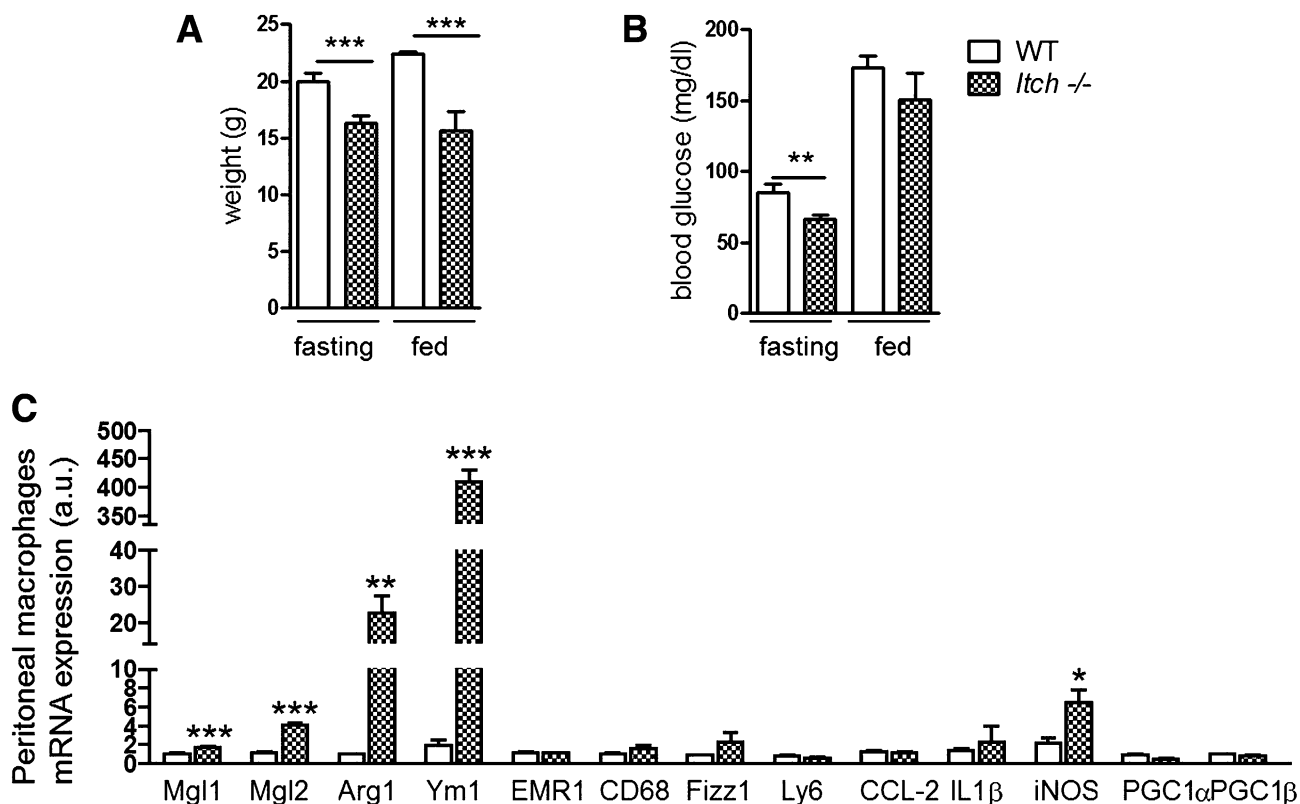 A
weight (g)
25
20
15
10
5
0
***
***
fasting
fed
B
blood glucose (mg/dl)
200
150
100
50
0
**
fasting
fed
WT
Itch -/-
C
Peritoneal macrophages
mRNA expression (a.u.)
500
450
400
350
40
30
20
10
8
6
4
2
0
***
***
**
***
*
Mgl1 Mgl2 Arg1 Ym1 EMR1 CD68 Fizz1 Ly6 CCL-2 IL1β iNOS PGC1α PGC1β